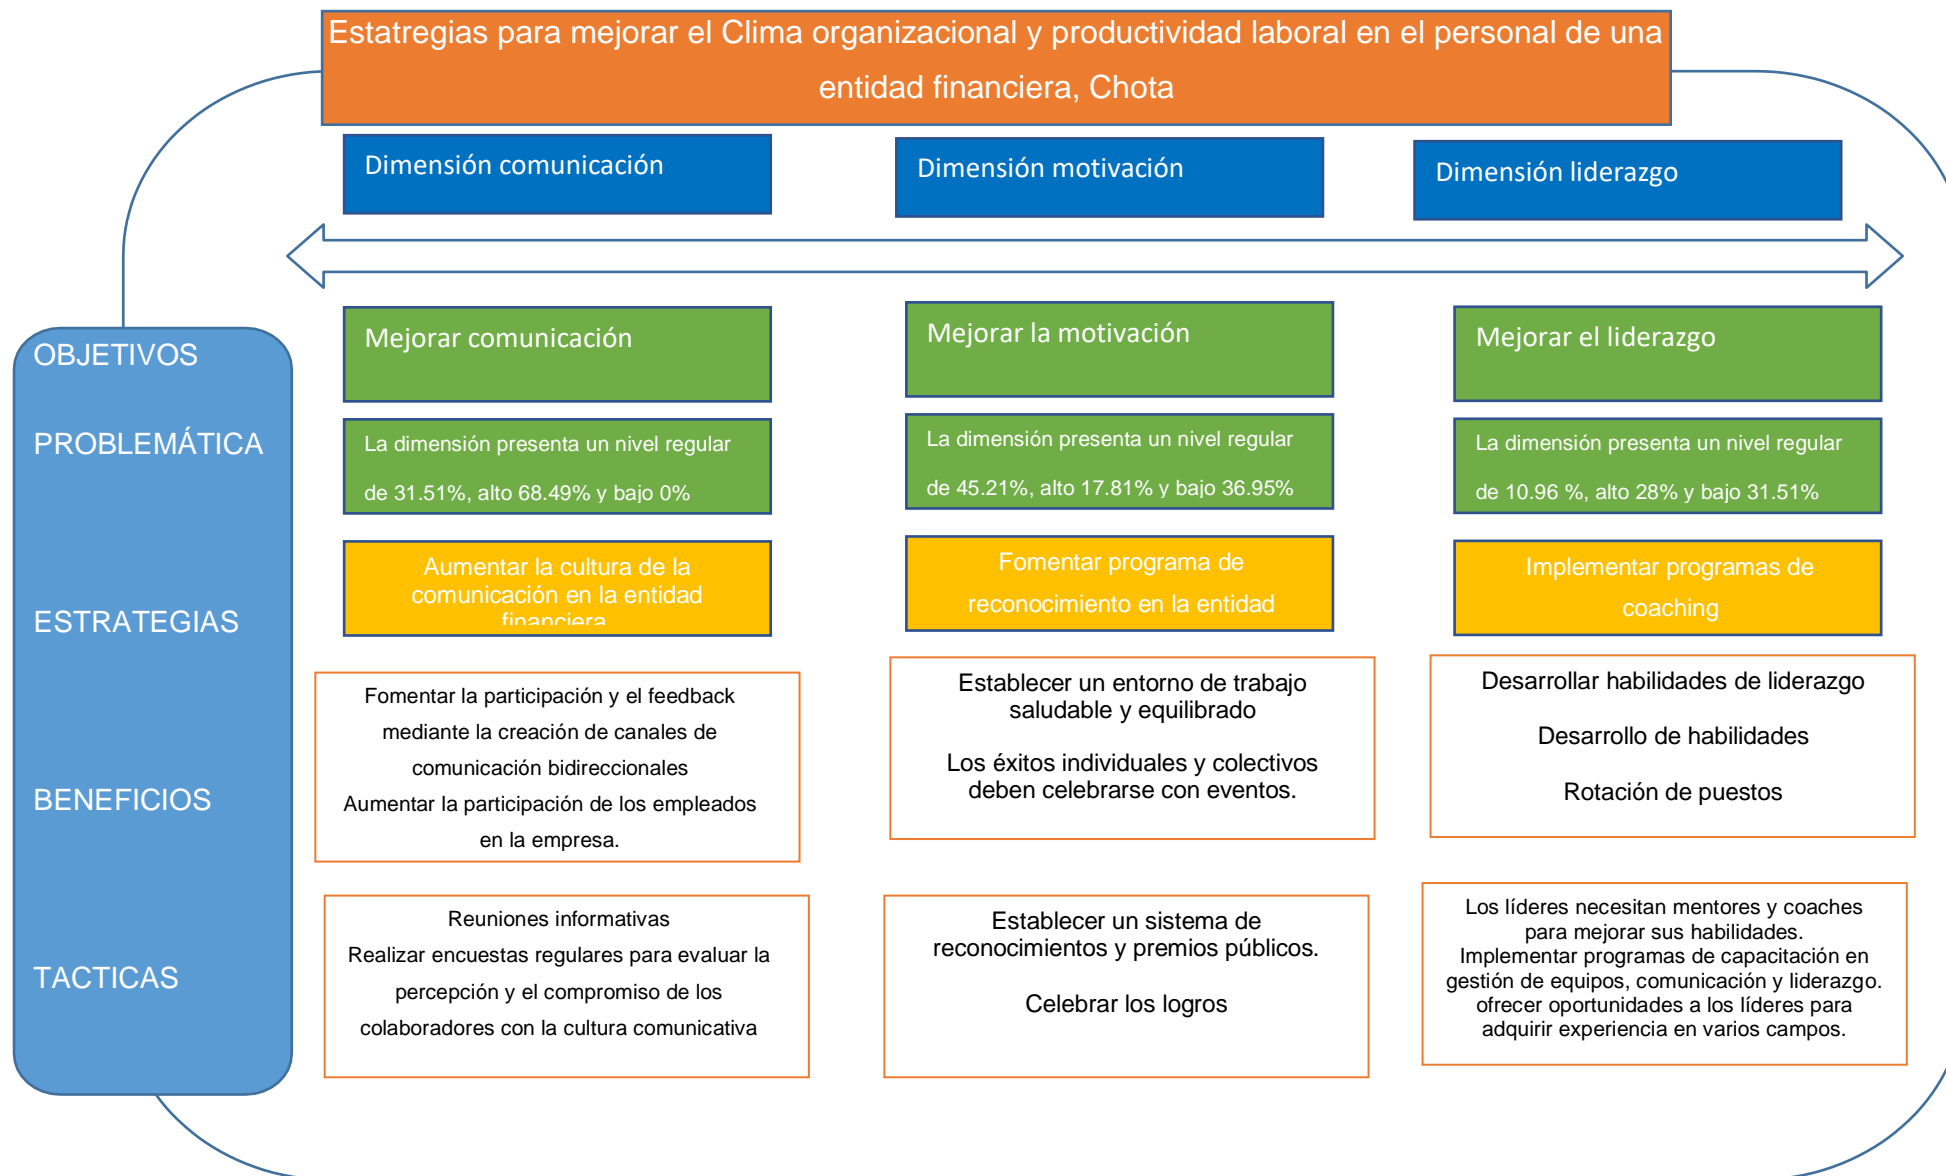 Estatregias para mejorar el Clima organizacional y productividad laboral en el personal de una
entidad financiera, Chota
Dimensión comunicación
Dimensión motivación
Dimensión liderazgo
OBJETIVOS
Mejorar comunicación
Mejorar la motivación
Mejorar el liderazgo
PROBLEMÁTICA
La dimensión presenta un nivel regular
de 31.51%, alto 68.49% y bajo 0%
La dimensión presenta un nivel regular
de 45.21%, alto 17.81% y bajo 36.95%
La dimensión presenta un nivel regular
de 10.96 %, alto 28% y bajo 31.51%
ESTRATEGIAS
Aumentar la cultura de la
comunicación en la entidad
financiera
Fomentar programa de
reconocimiento en la entidad
Implementar programas de
coaching
BENEFICIOS
Fomentar la participación y el feedback
mediante la creación de canales de
comunicación bidireccionales
Aumentar la participación de los empleados
en la empresa.
Establecer un entorno de trabajo
saludable y equilibrado
Los éxitos individuales y colectivos
deben celebrarse con eventos.
Desarrollar habilidades de liderazgo
Desarrollo de habilidades
Rotación de puestos
TACTICAS
Reuniones informativas
Realizar encuestas regulares para evaluar la
percepción y el compromiso de los
colaboradores con la cultura comunicativa
Establecer un sistema de
reconocimientos y premios públicos.
Celebrar los logros
Los líderes necesitan mentores y coaches
para mejorar sus habilidades.
Implementar programas de capacitación en
gestión de equipos, comunicación y liderazgo.
ofrecer oportunidades a los líderes para
adquirir experiencia en varios campos.